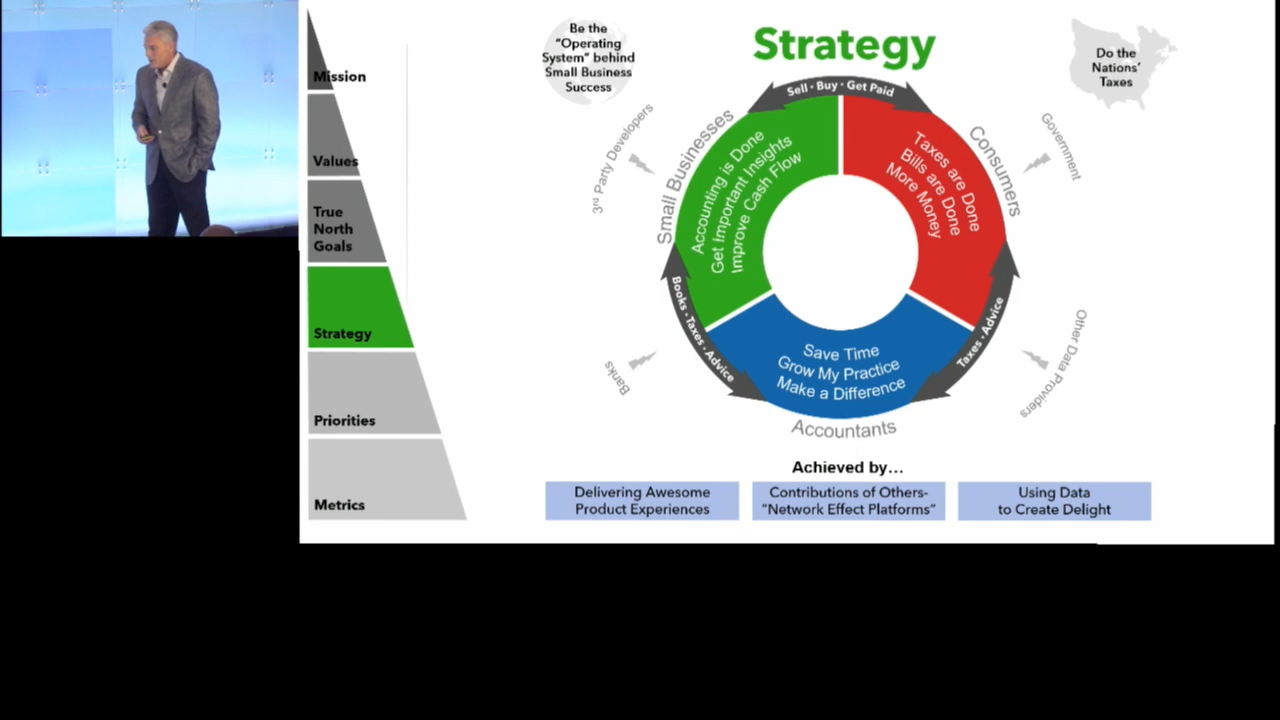 Mission
Values
True
North
Goals
Strategy
Priorities
Metrics
Strategy
Be the
“Operating
System” behind
Small Business
Success
Do the
Nations’
Taxes
Sell • Buy • Get Paid
3rd Party Developers
Small Businesses
Accounting is Done
Get Important Insights
Improve Cash Flow
Consumers
Government
Taxes are Done
Bills are Done
More Money
Books • Taxes • Advice
Taxes • Advice
Banks
Other Data Providers
Save Time
Grow My Practice
Make a Difference
Accountants
Achieved by...
Delivering Awesome
Product Experiences
Contributions of Others-
“Network Effect Platforms”
Using Data
to Create Delight